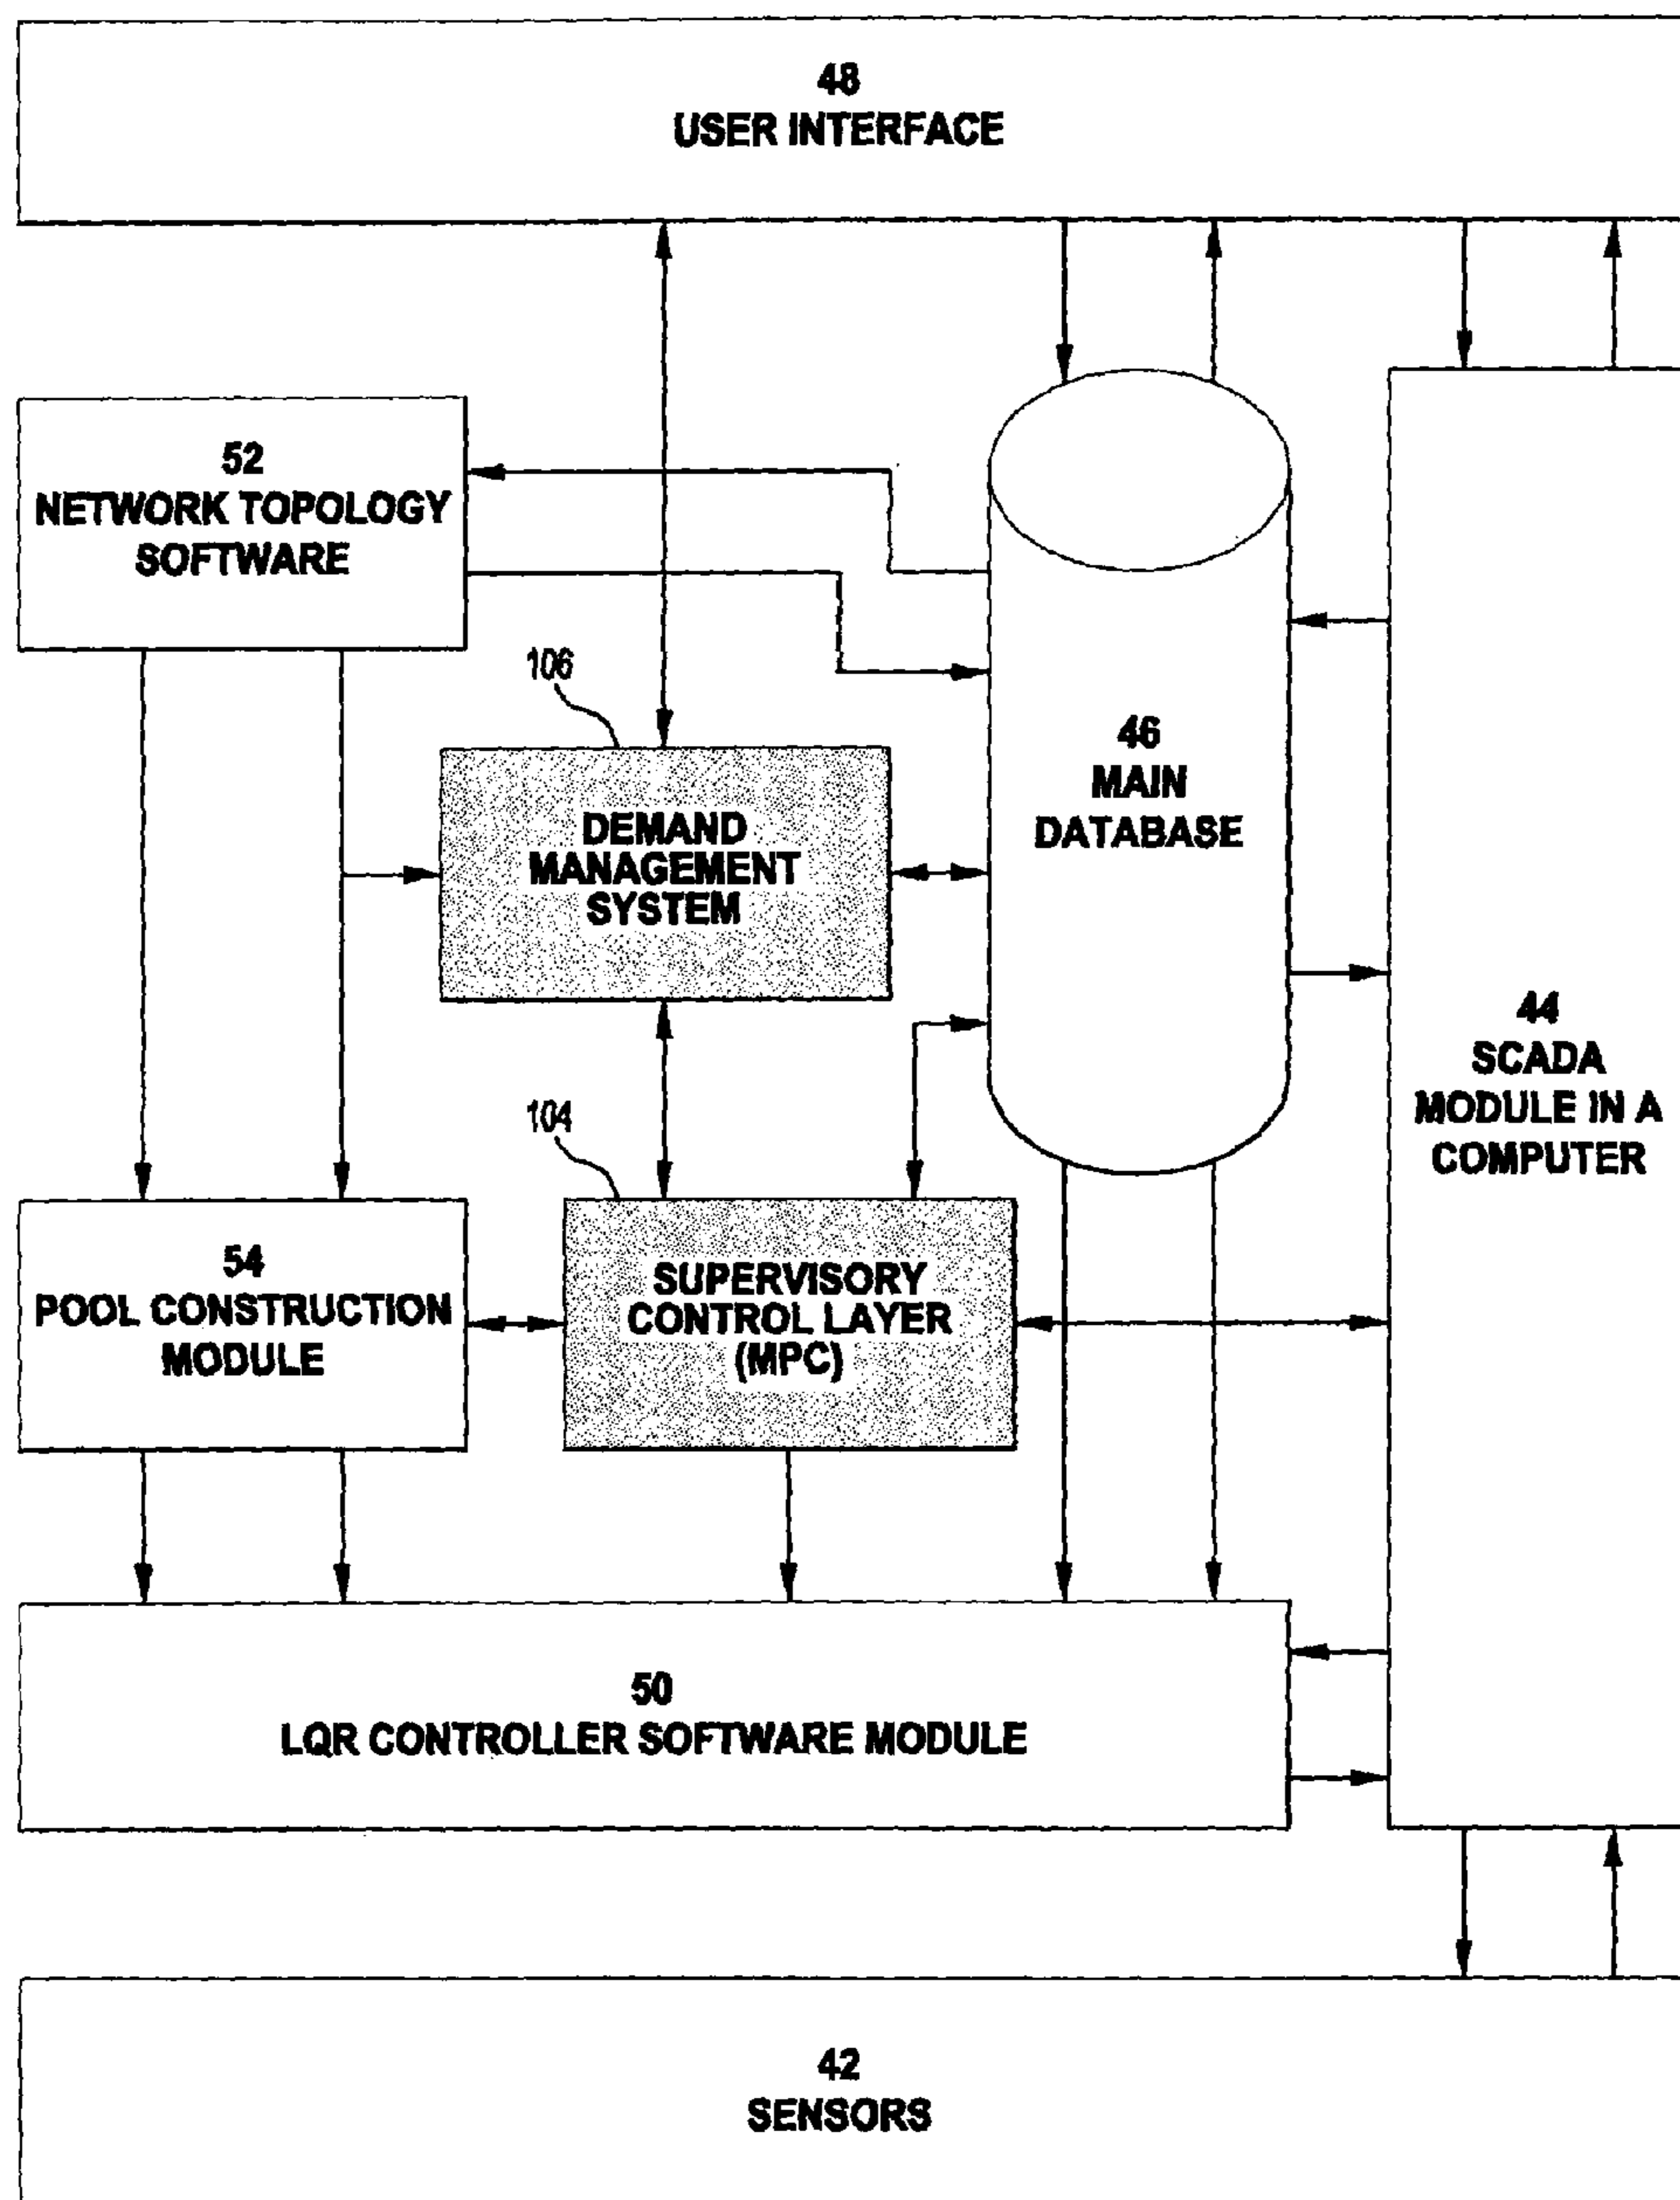 48
USER INTERFACE
52
NETWORK TOPOLOGY
SOFTWARE
106
DEMAND
MANAGEMENT
SYSTEM
46
MAIN
DATABASE
44
SCADA
MODULE IN A
COMPUTER
104
54
POOL CONSTRUCTION
MODULE
SUPERVISORY
CONTROL LAYER
(MPC)
50
LQR CONTROLLER SOFTWARE MODULE
42
SENSORS